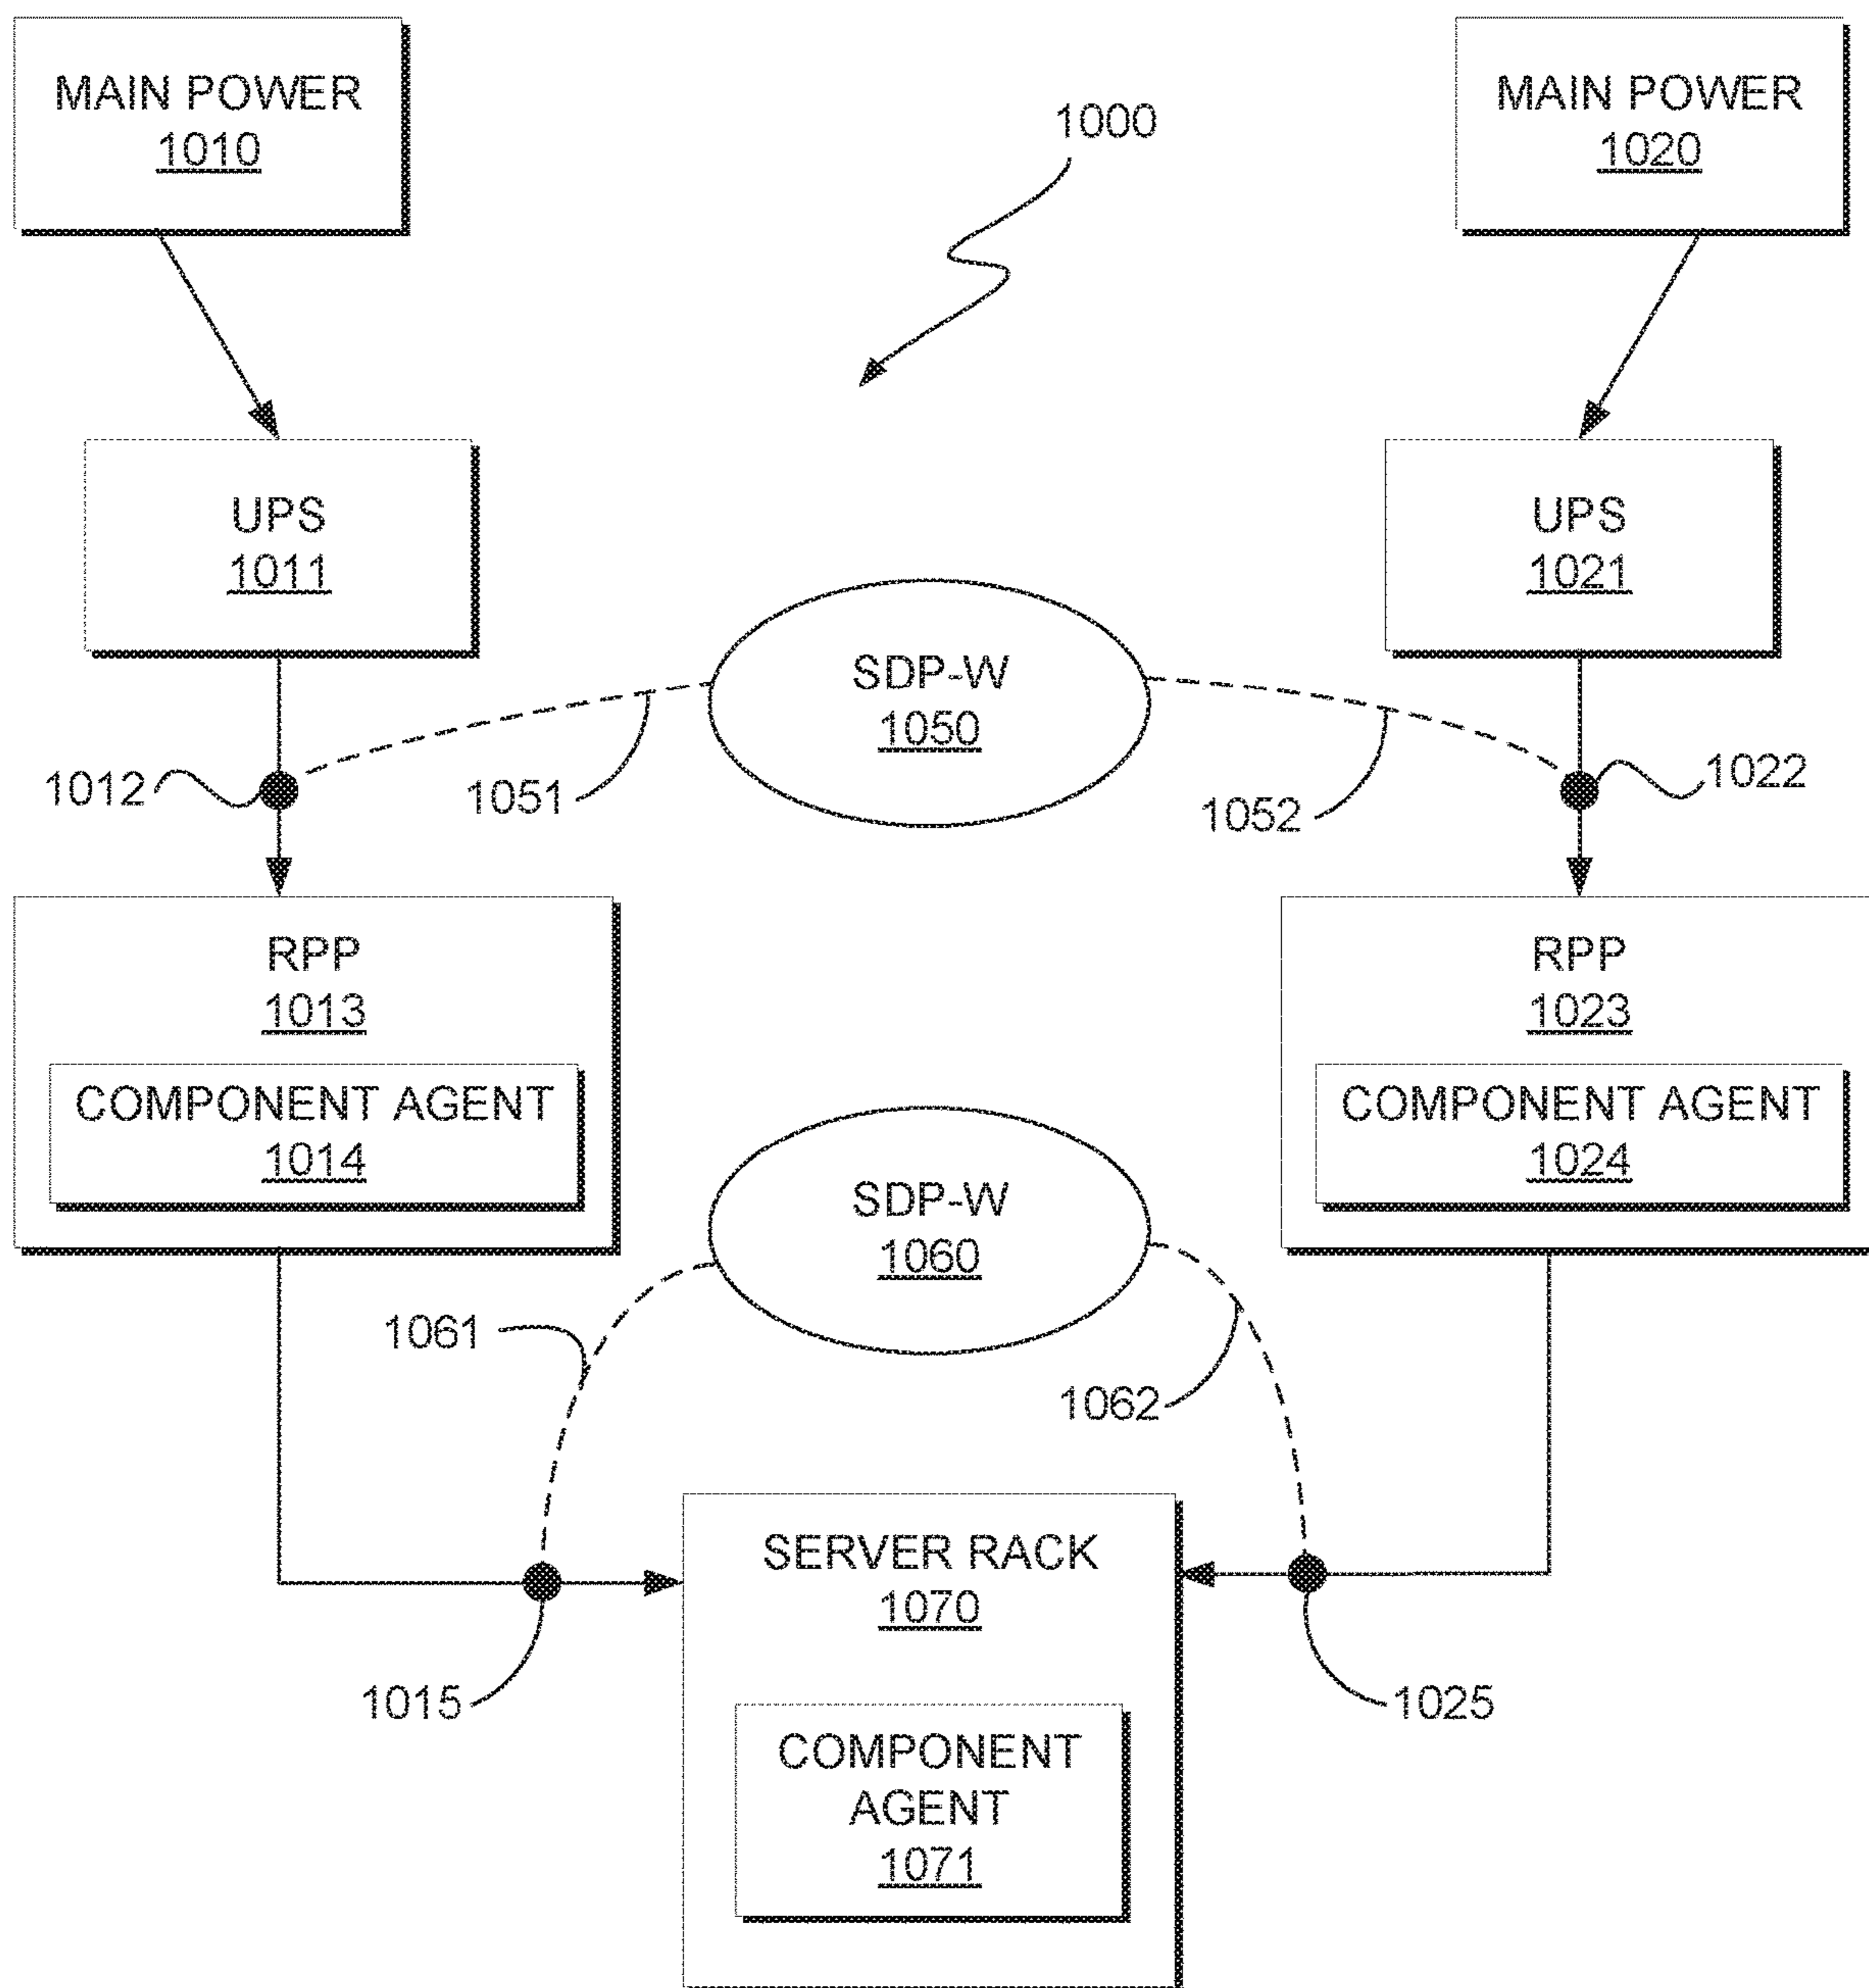 MAIN POWER
1010
MAIN POWER
1020
1000
UPS
1011
UPS
1021
SDP-W
1050
1012
1051
1052
1022
RPP
1013
COMPONENT AGENT
1014
RPP
1023
COMPONENT AGENT
1024
SDP-W
1060
1061
1062
SERVER RACK
1070
1015
1025
COMPONENT
AGENT
1071